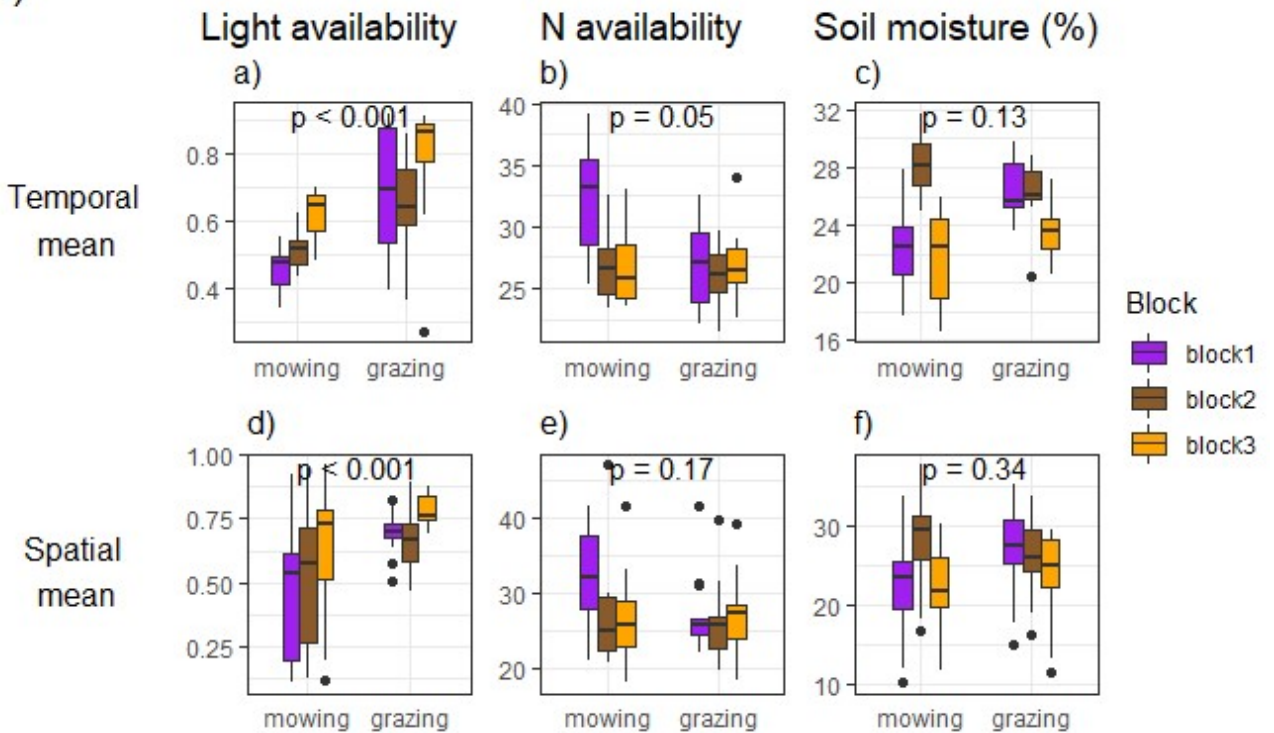 )
Light availability N availability Soil moisture (%)
a) b) c)
Temporal
mean
p < 0.001
0.8
0.6
0.4
mowing grazing
p = 0.05
40
35
30
25
mowing grazing
p = 0.13
32
28
24
20
16
mowing grazing
Block
block1
block2
block3
d) e) f)
Spatial
mean
p < 0.001
1.00
0.75
0.50
0.25
mowing grazing
p = 0.17
40
30
20
mowing grazing
p = 0.34
30
20
10
mowing grazing